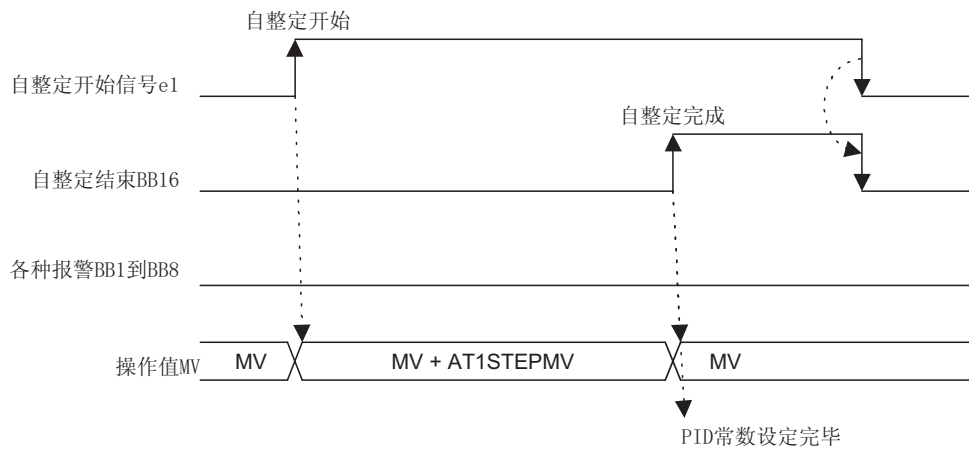 自整定开始
自整定开始信号e1
自整定完成
自整定结束BB16
各种报警BB1到BB8
操作值MV
MV
MV + AT1STEPMV
MV
PID常数设定完毕